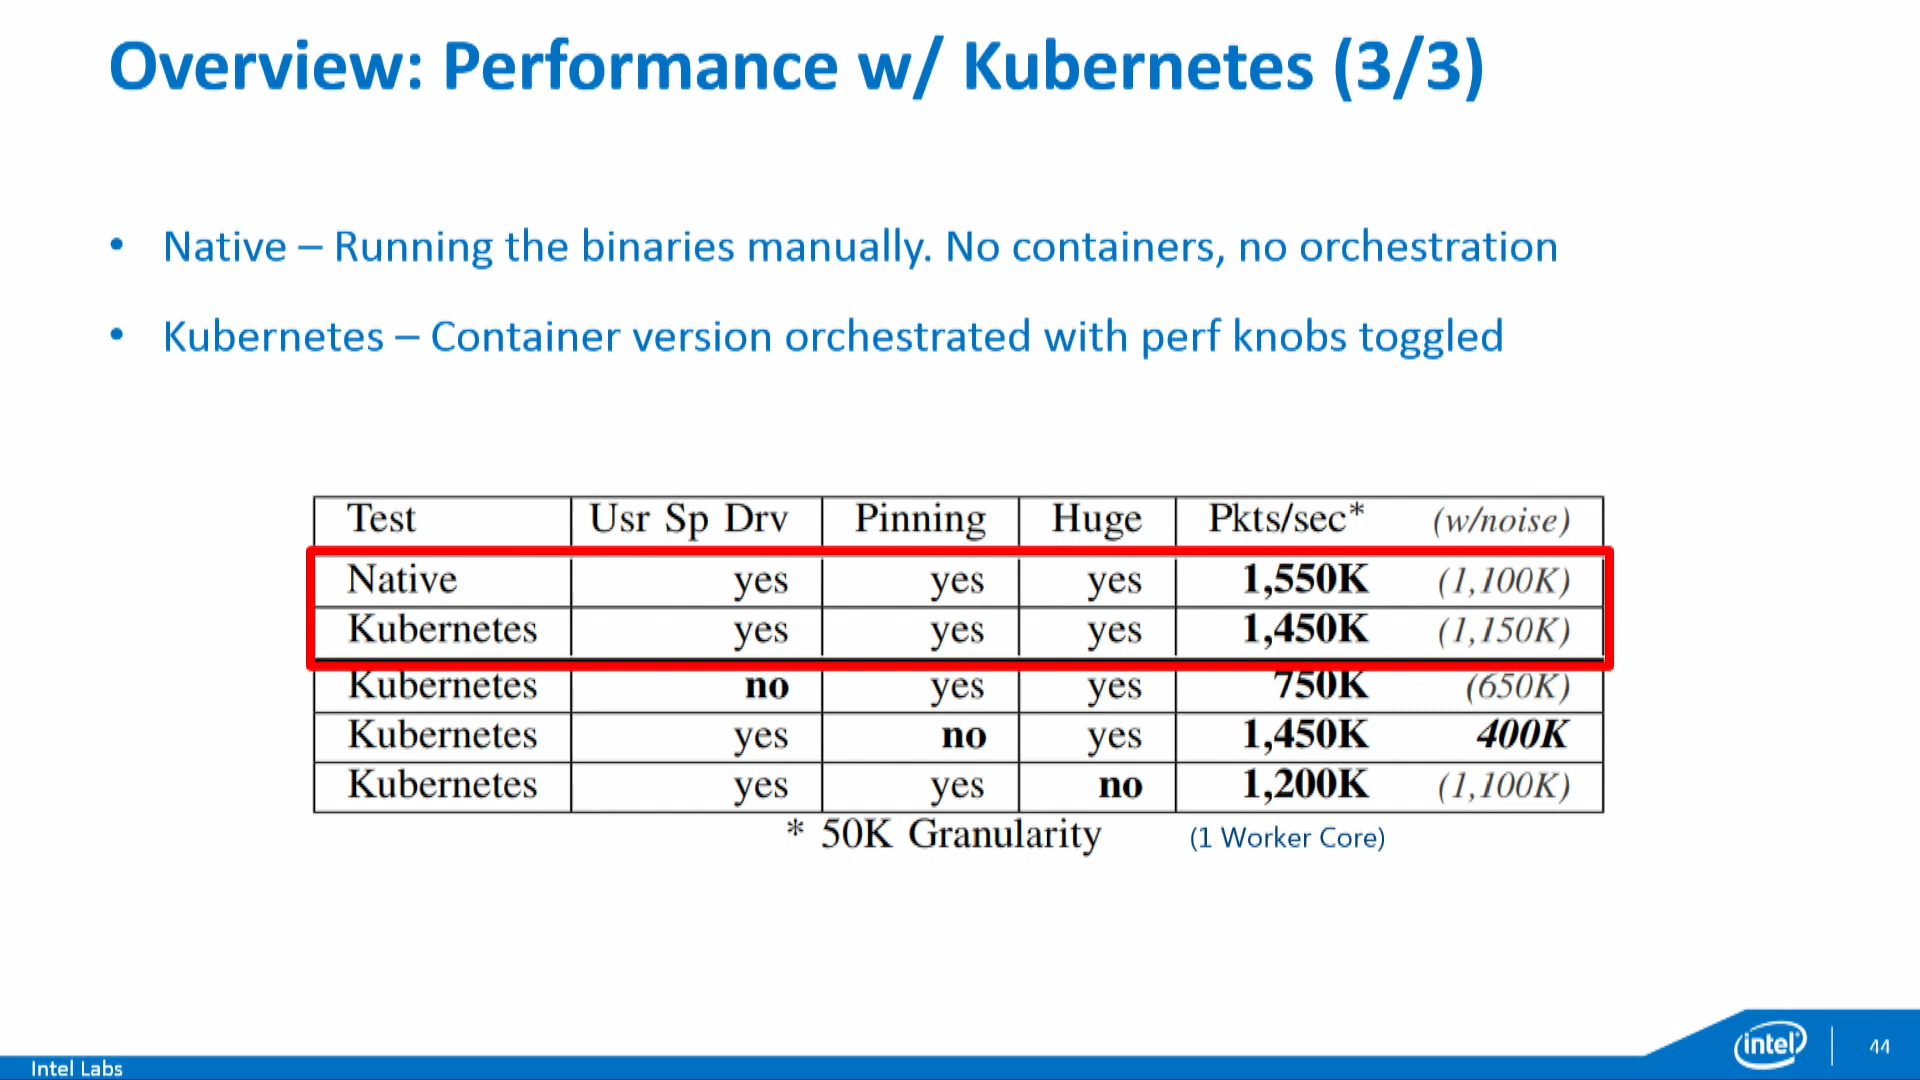 Overview: Performance w/ Kubernetes (3/3)
• Native – Running the binaries manually. No containers, no orchestration
• Kubernetes – Container version orchestrated with perf knobs toggled
Test Usr Sp Drv Pinning Huge Pkts/sec* (w/noise)
Native yes yes yes 1,550K (1,100K)
Kubernetes yes yes yes 1,450K (1,150K)
Kubernetes no yes yes 750K (650K)
Kubernetes yes no yes 1,450K 400K
Kubernetes yes yes no 1,200K (1,100K)
* 50K Granularity (1 Worker Core)
Intel Labs
intel
44